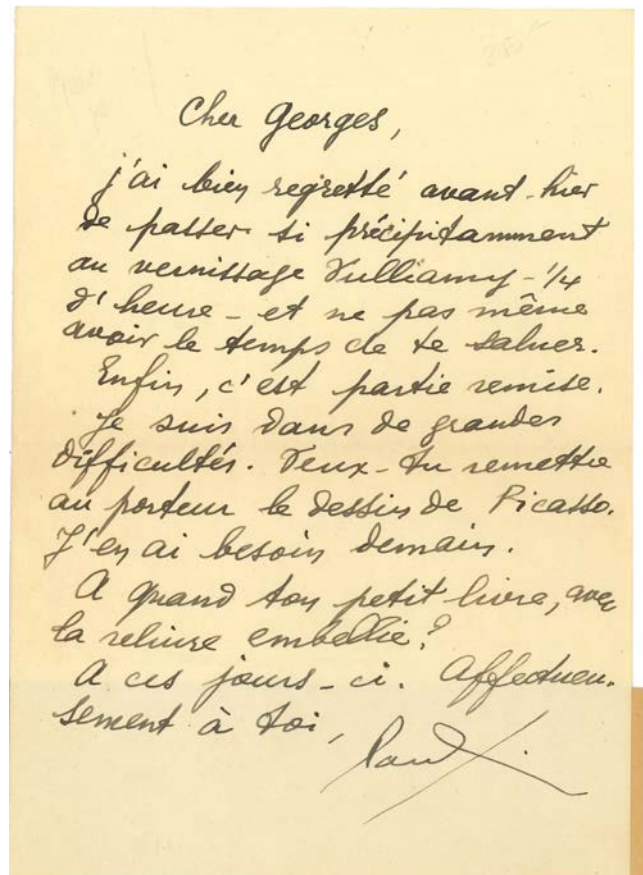 Cher Georges,
j'ai bien regretté avant-hier
de passer si précipitamment
au vernissage Vulliamy - 1/4
d'heure - et ne pas même
avoir le temps de te saluer.
Enfin, c'est partie remise.
Je suis dans de grandes
difficultés. Veux-tu remettre
au porteur le dessin de Picasso.
J'en ai besoin demain.
A quand ton petit livre, avec
la reliure embellie?
A ces jours-ci. Affectueu-
sement à toi,
Paul